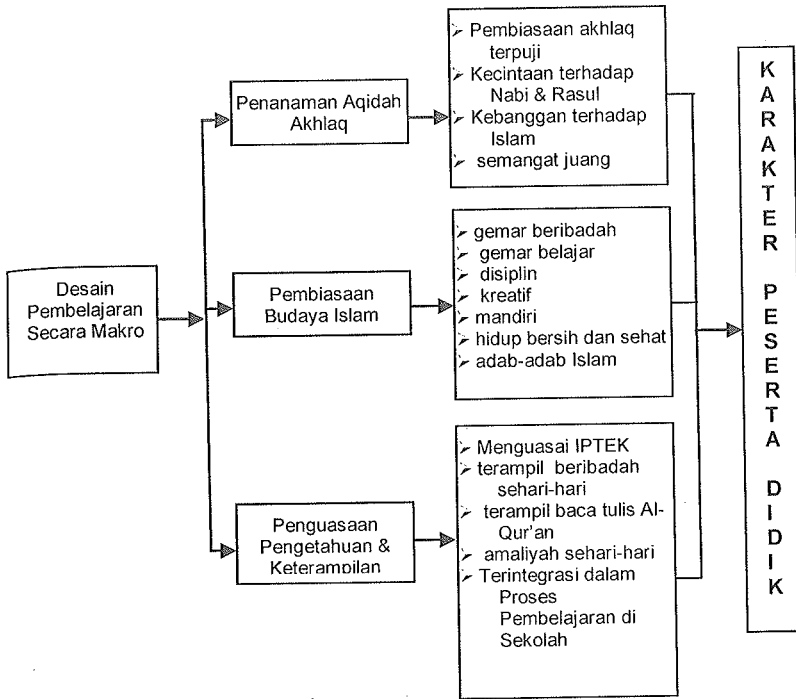 Desain
Pembelajaran
Secara Makro
Penanaman Aqidah
Akhlaq
➢ Pembiasaan akhlaq
terpuji
➢ Kecintaan terhadap
Nabi & Rasul
➢ Kebanggan terhadap
Islam
➢ semangat juang
Pembiasaan
Budaya Islam
➢ gemar beribadah
➢ gemar belajar
➢ disiplin
➢ kreatif
➢ mandiri
➢ hidup bersih dan sehat
➢ adab-adab Islam
Penguasaan
Pengetahuan &
Keterampilan
➢ Menguasai IPTEK
➢ terampil beribadah
sehari-hari
➢ terampil baca tulis Al-
Qur'an
➢ amaliyah sehari-hari
➢ Terintegrasi dalam
Proses
Pembelajaran di
Sekolah
KARAKTER PESERTA DIDIK